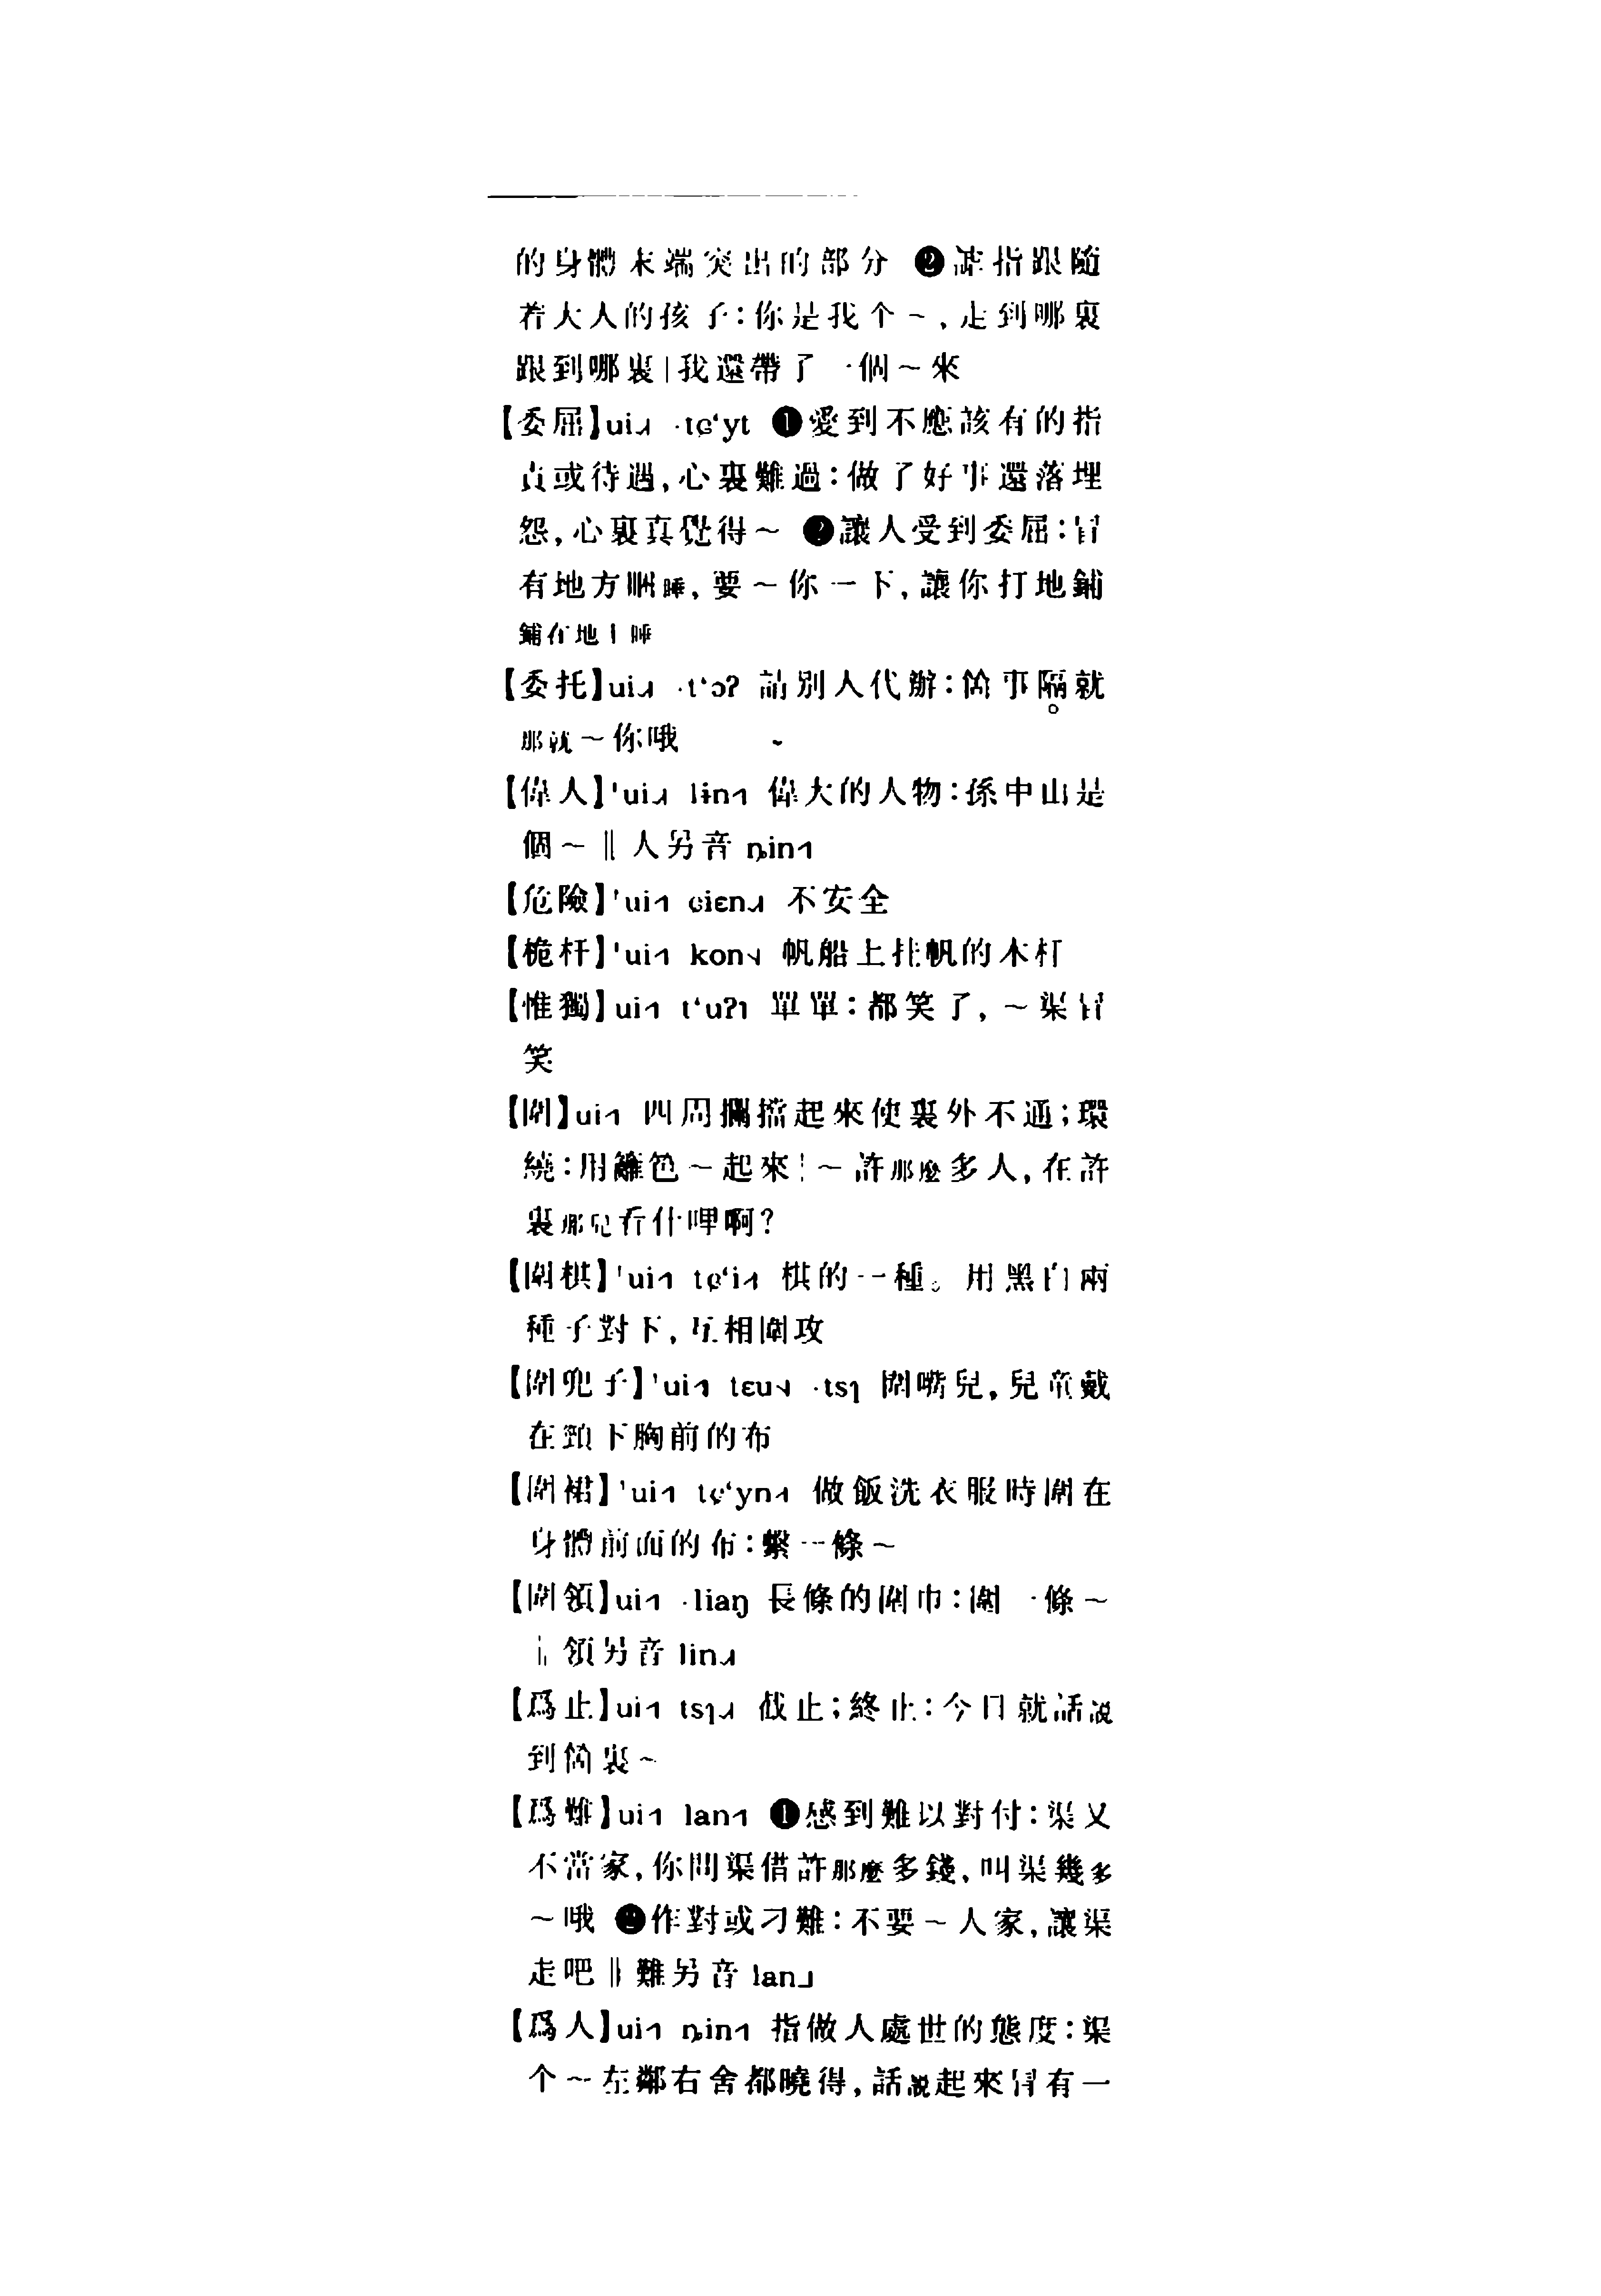 的身體末端突出的部分 ❷謔指跟隨
着大人的孩子:你是我个～,走到哪裏
跟到哪裏|我還帶了一個～來
【委屈】ui˨˩˧ ·tɕʻyt ❶愛到不應該有的指
責或待遇,心裏難過:做了好事還落埋
怨,心裏真覺得～ ❷讓人受到委屈:冒
有地方睏睡,要～你一下,讓你打地鋪
鋪在地上睡
【委托】ui˨˩˧ ·tʻɔʔ 請別人代辦:箇事隔就
那就～你哦
【偉人】ˈui˨˩˧ lɨn˦ 偉大的人物:孫中山是
個～‖人另音 ȵin˦
【危險】ˈui˦ ɕiɛn˨˩˧ 不安全
【桅杆】ˈui˦ kon˦ 帆船上挂帆的木杆
【惟獨】ui˦ tʻuʔ˥ 單單:都笑了,～渠冒
笑
【圍】ui˦ 四周攔擋起來使裏外不通;環
繞:用籬笆～起來|～許那麼多人,在許
裏那兒看什哩啊?
【圍棋】ˈui˦ tɕʻi˦ 棋的一種。用黑白兩
種子對下,互相圍攻
【圍兜子】ˈui˦ tɛu˦ ·tsɿ 圍嘴兒,兒童戴
在頸下胸前的布
【圍裙】ˈui˦ tɕʻyn˦ 做飯洗衣服時圍在
身體前面的布:繫一條～
【圍領】ui˦ ·liaŋ 長條的圍巾:圍一條～
‖領另音 lin˨˩˧
【爲止】ui˦ tsɿ˨˩˧ 截止;終止:今日就話説
到箇裏～
【爲難】ui˦ lan˦ ❶感到難以對付:渠又
不當家,你問渠借許那麼多錢,叫渠幾多
～哦 ❷作對或刁難:不要～人家,讓渠
走吧‖難另音 lan˩
【爲人】ui˦ ȵin˦ 指做人處世的態度:渠
个～左鄰右舍都曉得,話説起來冒有一